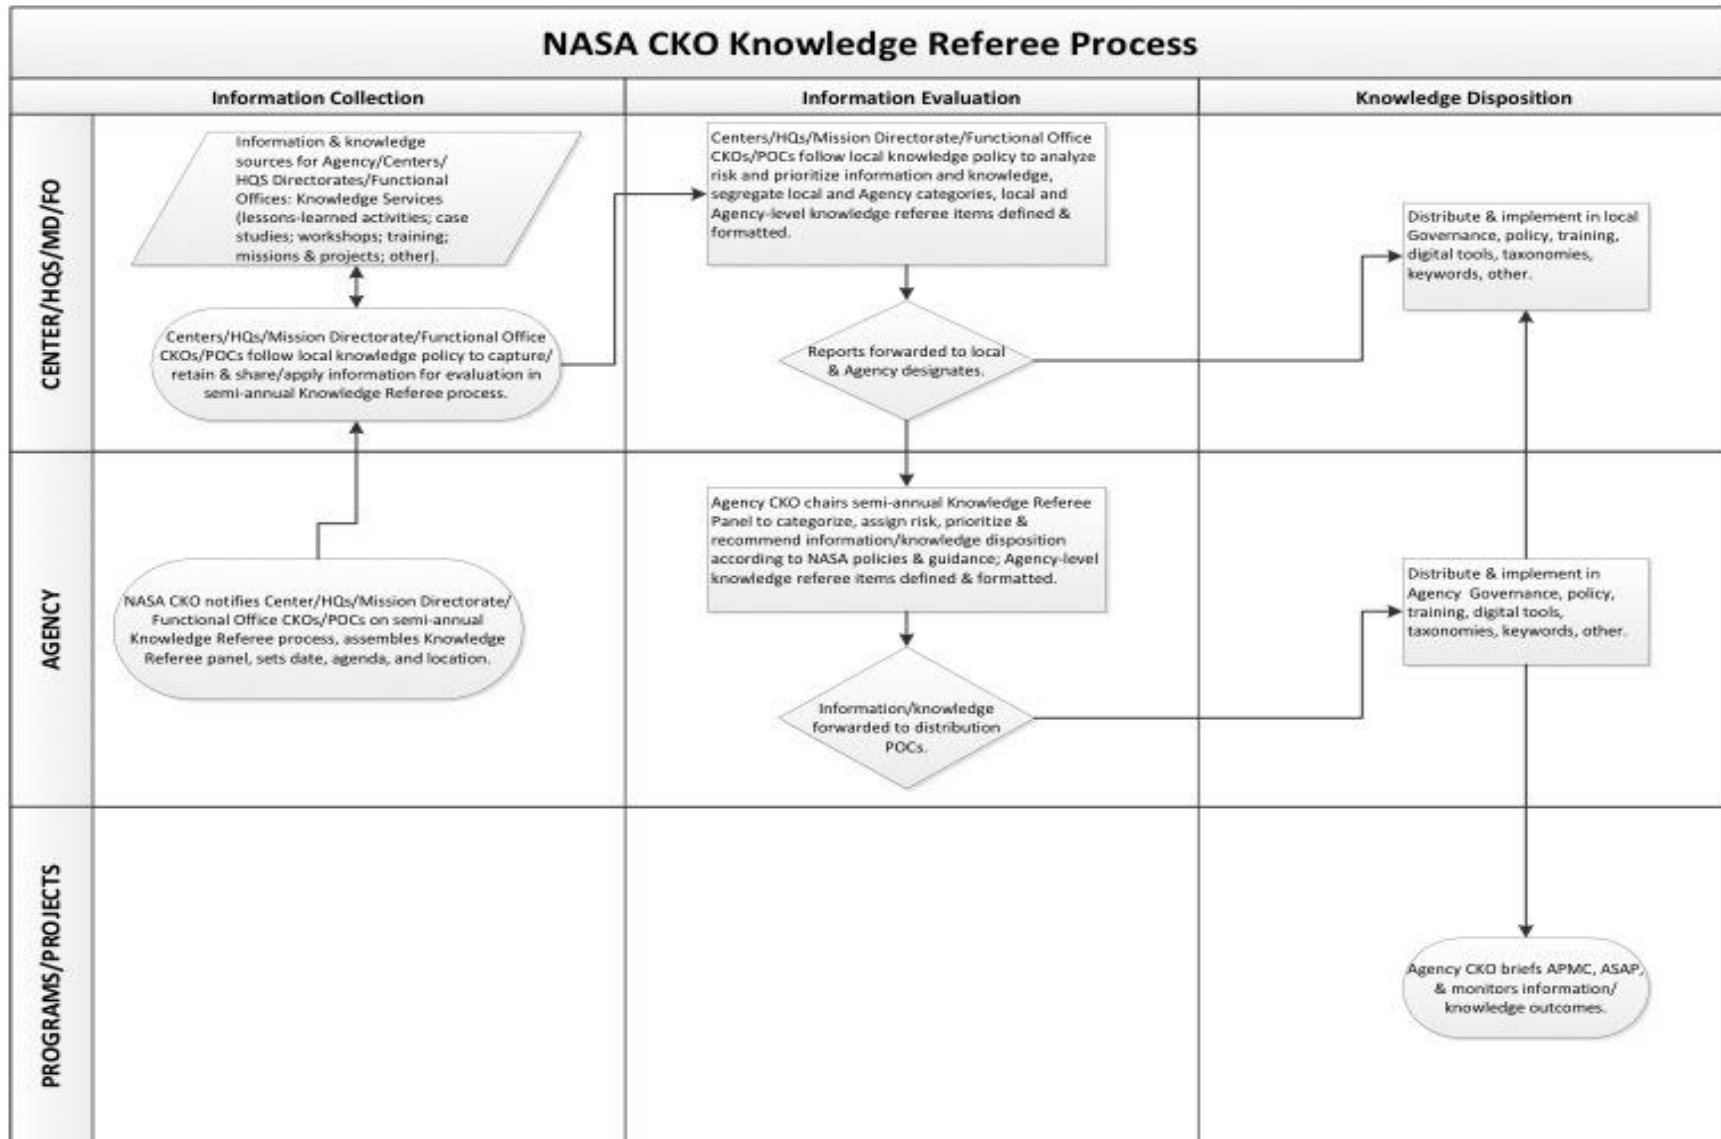 NASA CKO Knowledge Referee Process
Information Collection
Information Evaluation
Knowledge Disposition
CENTER/HQS/MD/FO
Information & knowledge
sources for Agency/Centers/
HQS Directorates/Functional
Offices: Knowledge Services
(lessons-learned activities; case
studies; workshops; training;
missions & projects; other).
Centers/HQs/Mission Directorate/Functional Office
CKOs/POCs follow local knowledge policy to capture/
retain & share/apply information for evaluation in
semi-annual Knowledge Referee process.
Centers/HQs/Mission Directorate/Functional Office
CKOs/POCs follow local knowledge policy to analyze
risk and prioritize information and knowledge,
segregate local and Agency categories, local and
Agency-level knowledge referee items defined &
formatted.
Reports forwarded to local
& Agency designates.
Distribute & implement in local
Governance, policy, training,
digital tools, taxonomies,
keywords, other.
AGENCY
NASA CKO notifies Center/HQs/Mission Directorate/
Functional Office CKOs/POCs on semi-annual
Knowledge Referee process, assembles Knowledge
Referee panel, sets date, agenda, and location.
Agency CKO chairs semi-annual Knowledge Referee
Panel to categorize, assign risk, prioritize &
recommend information/knowledge disposition
according to NASA policies & guidance; Agency-level
knowledge referee items defined & formatted.
Information/knowledge
forwarded to distribution
POCs.
Distribute & implement in
Agency Governance, policy,
training, digital tools,
taxonomies, keywords, other.
PROGRAMS/PROJECTS
Agency CKO briefs APMC, ASAP,
& monitors information/
knowledge outcomes.